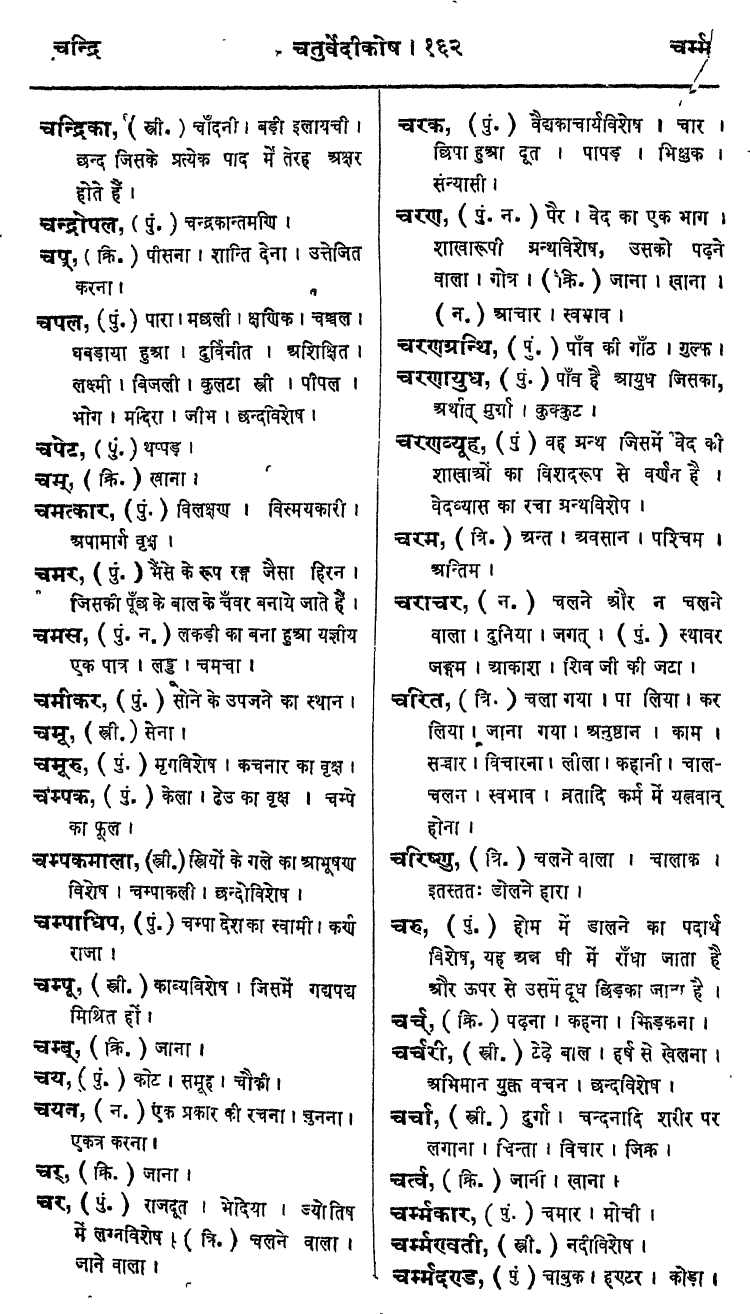 चन्द्रि चतुर्वेदीकोष । १६२ चर्म्म
चन्द्रिका, ( स्त्री. ) चाँदनी । बड़ी इलायची ।
छन्द जिसके प्रत्येक पाद में तेरह अक्षर
होते हैं ।
चन्द्रोपल, ( पुं. ) चन्द्रकान्तमणि ।
चप्, ( क्रि. ) पीसना । शान्ति देना । उत्तेजित
करना ।
चपल, ( पुं. ) पारा । मछली । क्षणिक । चञ्चल ।
घबड़ाया हुआ । दुर्विनीत । अशिक्षित ।
लक्ष्मी । बिजली । कुलटा स्त्री । पीपल ।
भोग । मदिरा । जीभ । छन्दविशेष ।
चपेट, ( पुं. ) थप्पड़ ।
चम्, ( क्रि. ) खाना ।
चमत्कार, ( पुं. ) विलक्षण । विस्मयकारी ।
अपामार्ग वृक्ष ।
चमर, ( पुं. ) भैंसे के रूप रङ्ग जैसा हिरन ।
जिसकी पूँछ के बाल के चँवर बनाये जाते हैं ।
चमस, ( पुं. न. ) लकड़ी का बना हुआ यज्ञीय
एक पात्र । लड्डू । चमचा ।
चमीकर, ( पुं. ) सोने के उपजने का स्थान ।
चमू, ( स्त्री. ) सेना ।
चमूरु, ( पुं. ) मृगविशेष । कचनार का वृक्ष ।
चम्पक, ( पुं. ) केला । ढेउ का वृक्ष । चम्पे
का फूल ।
चम्पकमाला, (स्त्री.) स्त्रियों के गले का आभूषण
विशेष । चम्पाकली । छन्दोविशेष ।
चम्पाधिप, ( पुं. ) चम्पा देश का स्वामी । कर्ण
राजा ।
चम्पू, ( स्त्री. ) काव्यविशेष । जिसमें गद्यपद्य
मिश्रित हों ।
चम्ब्, ( क्रि. ) जाना ।
चय, ( पुं. ) कोट । समूह । चौकी ।
चयन, ( न. ) एक प्रकार की रचना । चुनना ।
एकत्र करना ।
चर्, ( क्रि. ) जाना ।
चर, ( पुं. ) राजदूत । भेदिया । ज्योतिष
में लग्नविशेष । ( त्रि. ) चलने वाला ।
जाने वाला ।
चरक, ( पुं. ) वैद्यकाचार्यविशेष । चार ।
छिपा हुआ दूत । पापड़ । भिक्षुक ।
संन्यासी ।
चरण, ( पुं. न. ) पैर । वेद का एक भाग ।
शाखारूपी ग्रन्थविशेष, उसको पढ़ने
वाला । गोत्र । ( क्रि. ) जाना । खाना ।
( न. ) आचार । स्वभाव ।
चरणग्रन्थि, ( पुं. ) पाँव की गाँठ । गुल्फ ।
चरणायुध, ( पुं. ) पाँव है आयुध जिसका,
अर्थात् मुर्गा । कुक्कुट ।
चरणव्यूह, ( पुं ) वह ग्रन्थ जिसमें वेद की
शाखाओं का विशदरूप से वर्णन है ।
वेदव्यास का रचा ग्रन्थविशेष ।
चरम, ( त्रि. ) अन्त । अवसान । पश्चिम ।
अन्तिम ।
चराचर, ( न. ) चलने और न चलने
वाला । दुनिया । जगत् । ( पुं. ) स्थावर
जङ्गम । आकाश । शिव जी की जटा ।
चरित, ( त्रि. ) चला गया । पा लिया । कर
लिया । जाना गया । अनुष्ठान । काम ।
सञ्चार । विचारना । लीला । कहानी । चाल-
चलन । स्वभाव । व्रतादि कर्म में यत्नवान्
होना ।
चरिष्णु, ( त्रि. ) चलने वाला । चालाक ।
इतस्ततः डोलने हारा ।
चरु, ( पुं. ) होम में डालने का पदार्थ
विशेष, यह अन्न घी में राँधा जाता है
और ऊपर से उसमें दूध छिड़का जाता है ।
चर्च्, ( क्रि. ) पढ़ना । कहना । झिड़कना ।
चर्चरी, ( स्त्री. ) टेढ़े बाल । हर्ष से खेलना ।
अभिमान युक्त वचन । छन्दविशेष ।
चर्चा, ( स्त्री. ) दुर्गा । चन्दनादि शरीर पर
लगाना । चिन्ता । विचार । जिक्र ।
चर्त्व, ( क्रि. ) जाना । खाना ।
चर्म्मकार, ( पुं. ) चमार । मोची ।
चर्म्मण्वती, ( स्त्री. ) नदीविशेष ।
चर्म्मदण्ड, ( पुं ) चाबुक । हण्टर । कोड़ा ।